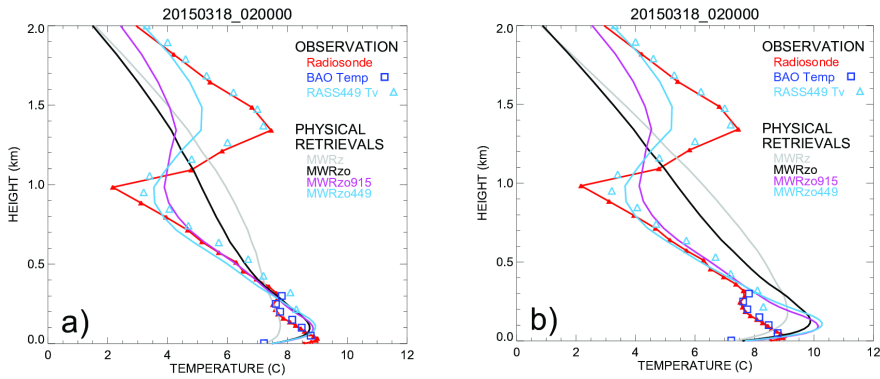 20150318_020000
2.0
1.5
1.0
0.5
0.0
HEIGHT (km)
OBSERVATION
Radiosonde
BAO Temp
RASS449 Tv
PHYSICAL
RETRIEVALS
MWRz
MWRzo
MWRzo915
MWRzo449
a)
0 2 4 6 8 10 12
TEMPERATURE (C)
20150318_020000
2.0
1.5
1.0
0.5
0.0
HEIGHT (km)
OBSERVATION
Radiosonde
BAO Temp
RASS449 Tv
PHYSICAL
RETRIEVALS
MWRz
MWRzo
MWRzo915
MWRzo449
b)
0 2 4 6 8 10 12
TEMPERATURE (C)